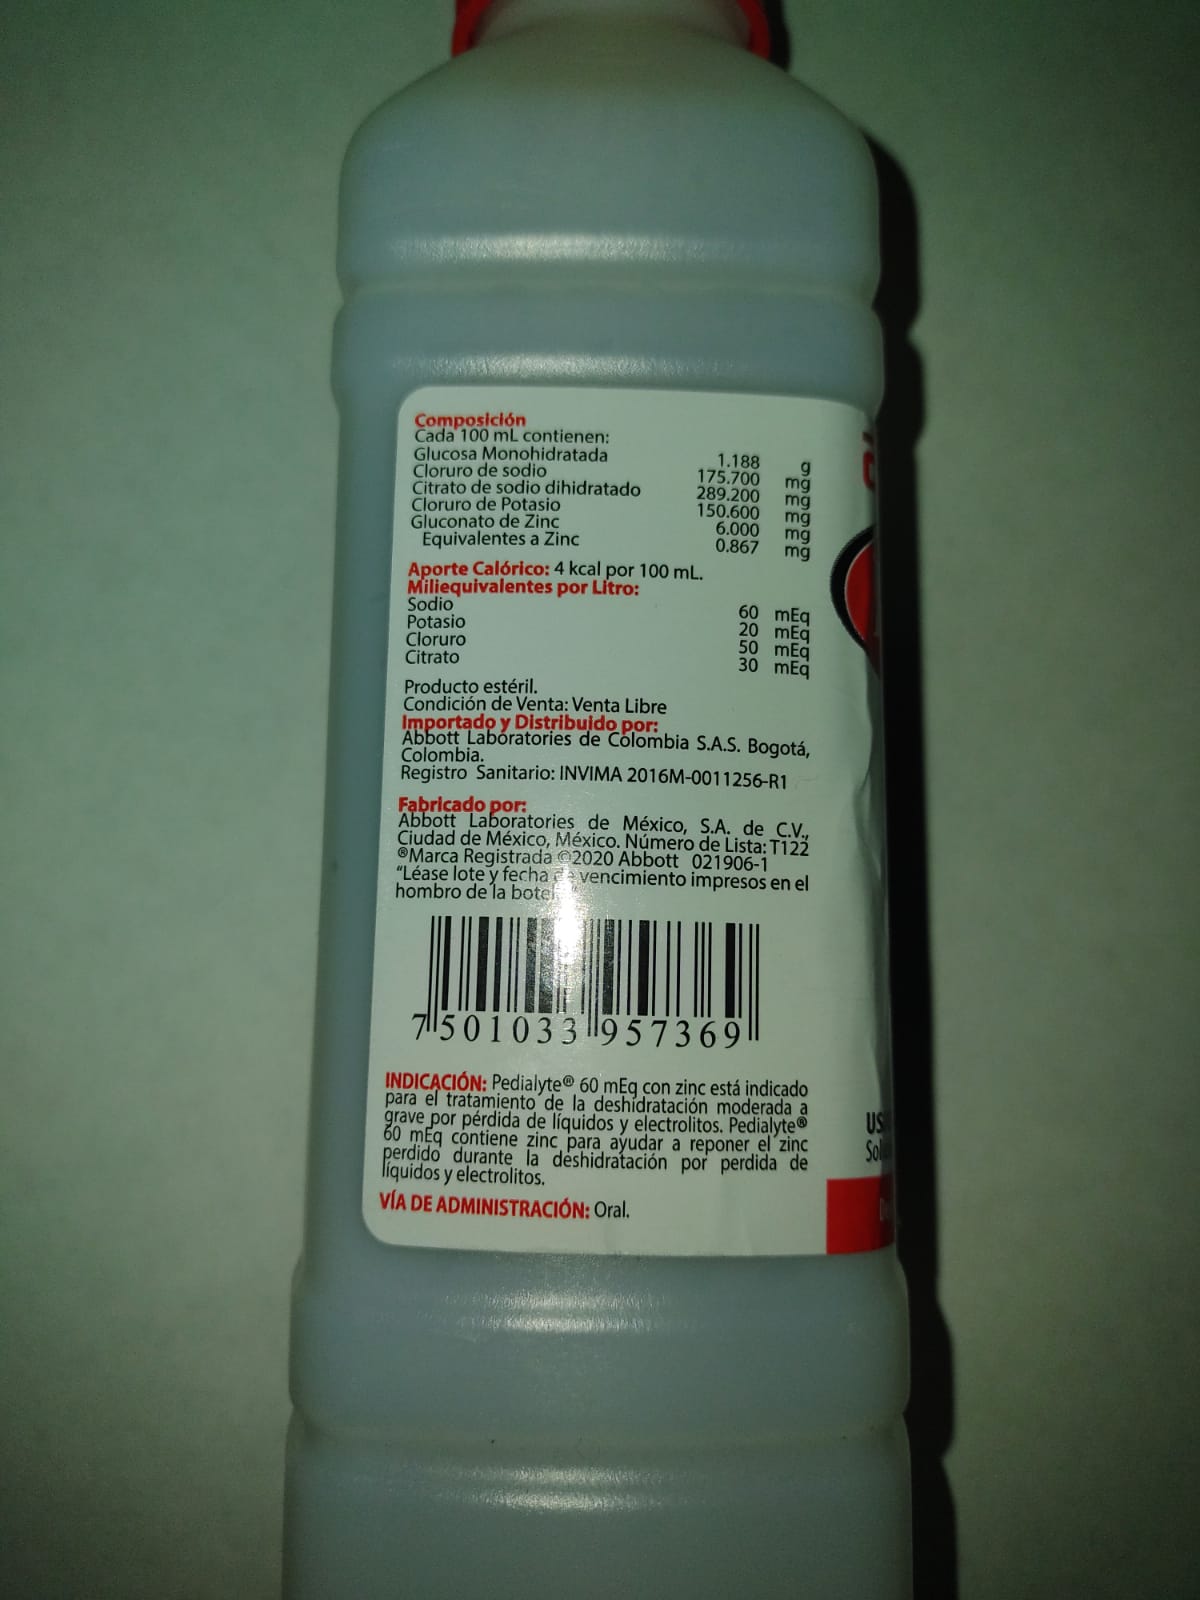 Composición
Cada 100 mL contienen:
Glucosa Monohidratada 1.188 g
Cloruro de sodio 175.700 mg
Citrato de sodio dihidratado 289.200 mg
Cloruro de Potasio 150.600 mg
Gluconato de Zinc 6.000 mg
Equivalentes a Zinc 0.867 mg
Aporte Calórico: 4 kcal por 100 mL.
Miliequivalentes por Litro:
Sodio 60 mEq
Potasio 20 mEq
Cloruro 50 mEq
Citrato 30 mEq
Producto estéril.
Condición de Venta: Venta Libre
Importado y Distribuido por:
Abbott Laboratories de Colombia S.A.S. Bogotá,
Colombia.
Registro Sanitario: INVIMA 2016M-0011256-R1
Fabricado por:
Abbott Laboratories de México, S.A. de C.V.,
Ciudad de México, México. Número de Lista: T122
®Marca Registrada ©2020 Abbott 021906-1
“Léase lote y fecha de vencimiento impresos en el
hombro de la
7 501033 957369
INDICACIÓN: Pedialyte® 60 mEq con zinc está indicado
para el tratamiento de la deshidratación moderada a
grave por pérdida de líquidos y electrolitos. Pedialyte®
60 mEq contiene zinc para ayudar a reponer el zinc
perdido durante la deshidratación por perdida de
líquidos y electrolitos.
VÍA DE ADMINISTRACIÓN: Oral.